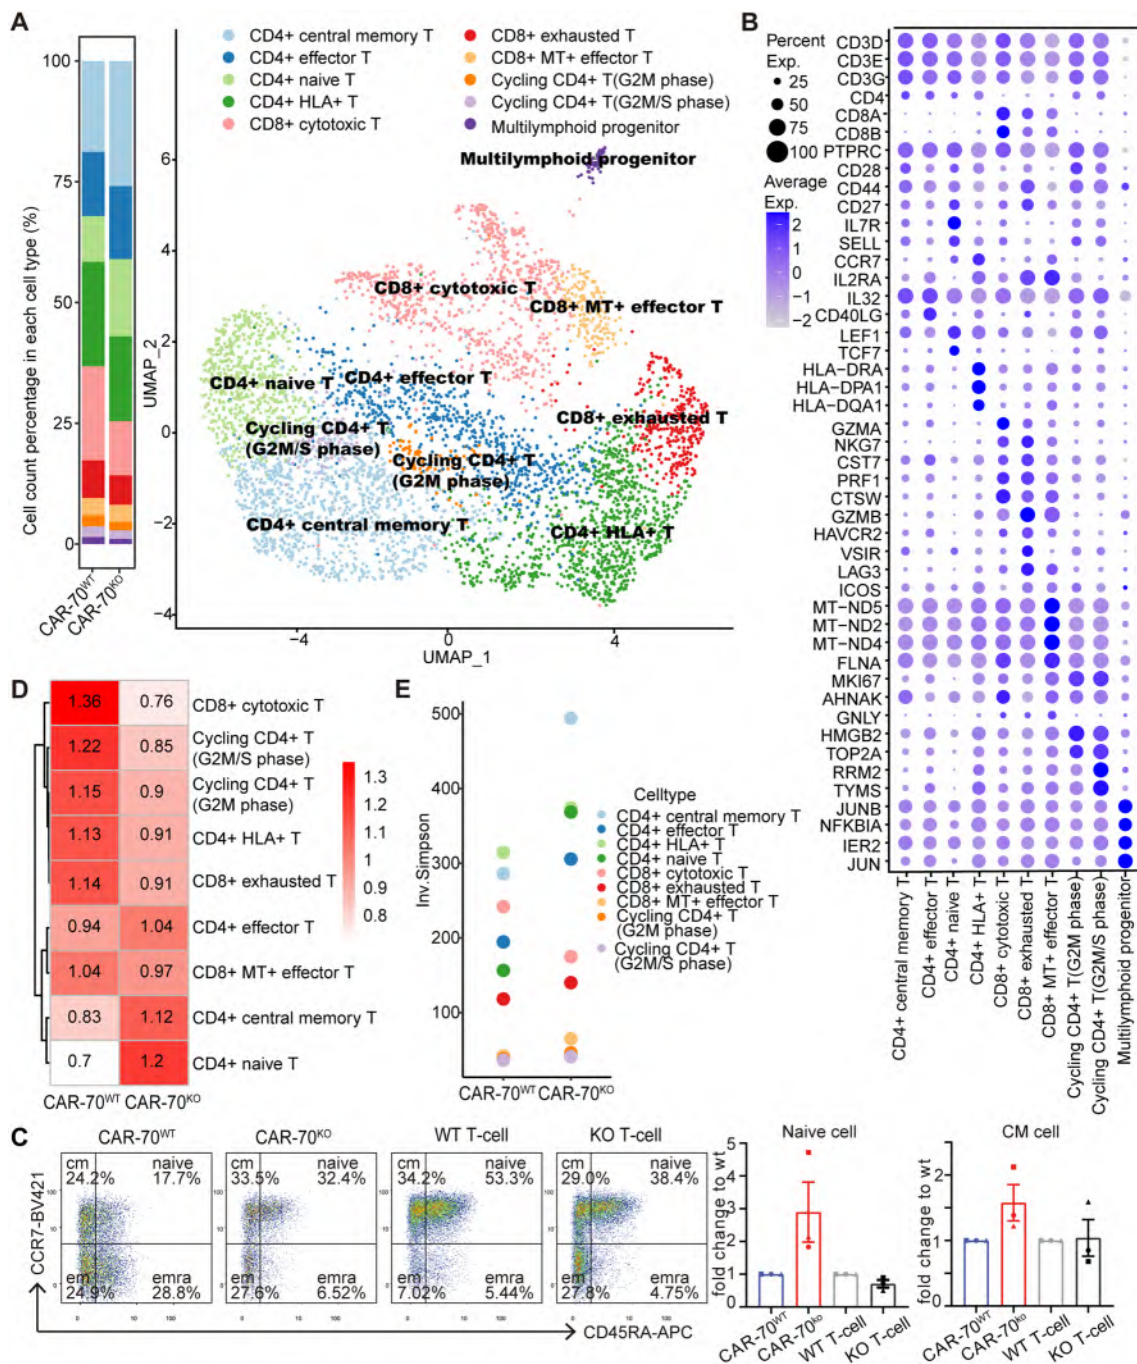 A
Cell count percentage in each cell type (%)
100
75
50
25
0
CAR-70WT
CAR-70KO
CD4+ central memory T
CD4+ effector T
CD4+ naive T
CD4+ HLA+ T
CD8+ cytotoxic T
CD8+ exhausted T
CD8+ MT+ effector T
Cycling CD4+ T(G2M phase)
Cycling CD4+ T(G2M/S phase)
Multilymphoid progenitor
UMAP_2
6
4
2
0
−2
−4
Multilymphoid progenitor
CD8+ cytotoxic T
CD8+ MT+ effector T
CD4+ naive T
CD4+ effector T
CD8+ exhausted T
Cycling CD4+ T
(G2M/S phase)
Cycling CD4+ T
(G2M phase)
CD4+ central memory T
CD4+ HLA+ T
−4
0
4
UMAP_1
B
Percent
Exp.
25
50
75
100
Average
Exp.
2
1
0
−1
−2
CD3D
CD3E
CD3G
CD4
CD8A
CD8B
PTPRC
CD28
CD44
CD27
IL7R
SELL
CCR7
IL2RA
IL32
CD40LG
LEF1
TCF7
HLA−DRA
HLA−DPA1
HLA−DQA1
GZMA
NKG7
CST7
PRF1
CTSW
GZMB
HAVCR2
VSIR
LAG3
ICOS
MT−ND5
MT−ND2
MT−ND4
FLNA
MKI67
AHNAK
GNLY
HMGB2
TOP2A
RRM2
TYMS
JUNB
NFKBIA
IER2
JUN
CD4+ central memory T
CD4+ effector T
CD4+ naive T
CD4+ HLA+ T
CD8+ cytotoxic T
CD8+ exhausted T
CD8+ MT+ effector T
Cycling CD4+ T(G2M phase)
Cycling CD4+ T(G2M/S phase)
Multilymphoid progenitor
D
1.36 0.76 CD8+ cytotoxic T
1.22 0.85 Cycling CD4+ T
(G2M/S phase)
1.15 0.9 Cycling CD4+ T
(G2M phase)
1.13 0.91 CD4+ HLA+ T
1.14 0.91 CD8+ exhausted T
0.94 1.04 CD4+ effector T
1.04 0.97 CD8+ MT+ effector T
0.83 1.12 CD4+ central memory T
0.7 1.2 CD4+ naive T
CAR-70WT CAR-70KO
1.3
1.2
1.1
1
0.9
0.8
E
Inv.Simpson
500
400
300
200
100
CAR-70WT CAR-70KO
Celltype
CD4+ central memory T
CD4+ effector T
CD4+ HLA+ T
CD4+ naive T
CD8+ cytotoxic T
CD8+ exhausted T
CD8+ MT+ effector T
Cycling CD4+ T
(G2M phase)
Cycling CD4+ T
(G2M/S phase)
C
CCR7-BV421
CAR-70WT
cm naive
24.2% 17.7%
em emra
24.9% 28.8%
CAR-70KO
cm naive
33.5% 32.4%
em emra
27.6% 6.52%
WT T-cell
cm naive
34.2% 53.3%
em emra
7.02% 5.44%
KO T-cell
cm naive
29.0% 38.4%
em emra
27.8% 4.75%
CD45RA-APC
Naive cell
fold change to wt
5
4
3
2
1
0
CAR-70WT
CAR-70ko
WT T-cell
KO T-cell
CM cell
fold change to wt
2.5
2.0
1.5
1.0
0.5
0.0
CAR-70WT
CAR-70KO
WT T-cell
KO T-cell